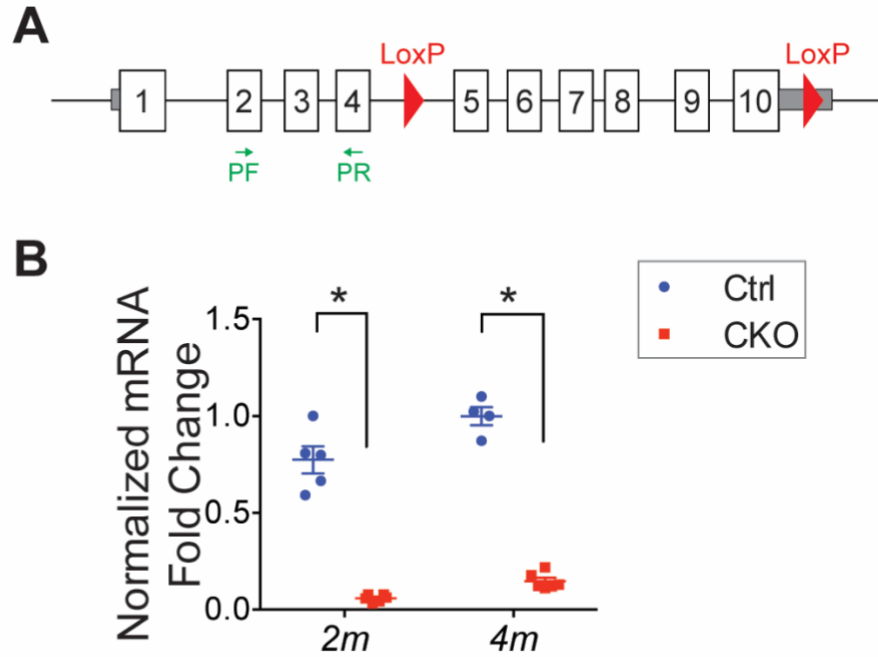 A
LoxP LoxP
1 2 3 4 5 6 7 8 9 10
PF PR
B
Normalized mRNA
Fold Change
* *
1.5
1.0
0.5
0.0
2m 4m
Ctrl
CKO